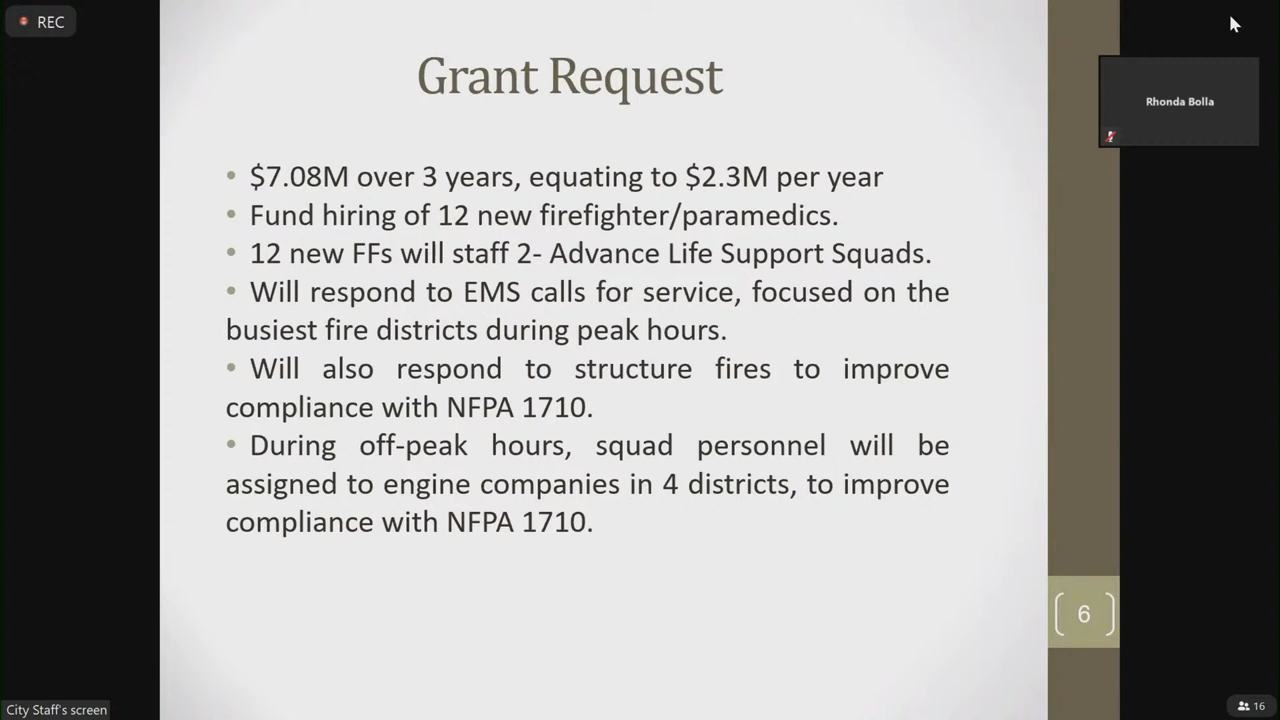 REC
Grant Request
Rhonda Bolla
• $7.08M over 3 years, equating to $2.3M per year
• Fund hiring of 12 new firefighter/paramedics.
• 12 new FFs will staff 2- Advance Life Support Squads.
• Will respond to EMS calls for service, focused on the
busiest fire districts during peak hours.
• Will also respond to structure fires to improve
compliance with NFPA 1710.
• During off-peak hours, squad personnel will be
assigned to engine companies in 4 districts, to improve
compliance with NFPA 1710.
6
City Staff's screen
16